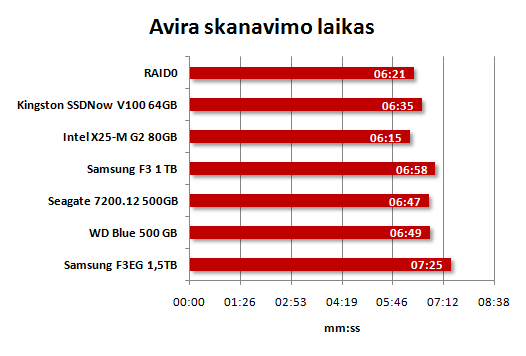 Avira skanavimo laikas
RAID0 06:21
Kingston SSDNow V100 64GB 06:35
Intel X25-M G2 80GB 06:15
Samsung F3 1 TB 06:58
Seagate 7200.12 500GB 06:47
WD Blue 500 GB 06:49
Samsung F3EG 1,5TB 07:25
00:00 01:26 02:53 04:19 05:46 07:12 08:38
mm:ss